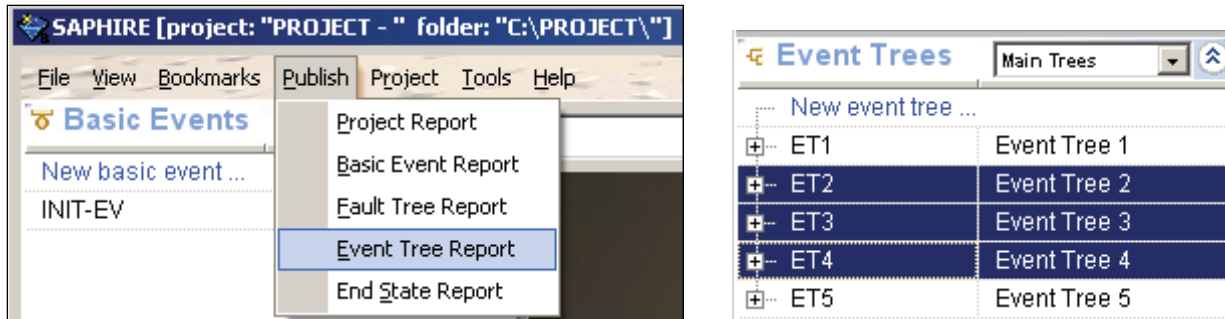 SAPHIRE [project: "PROJECT - " folder: "C:\PROJECT\"]
File View Bookmarks Publish Project Tools Help
Basic Events
New basic event ...
INIT-EV
Project Report
Basic Event Report
Fault Tree Report
Event Tree Report
End State Report
Event Trees Main Trees
New event tree ...
ET1 Event Tree 1
ET2 Event Tree 2
ET3 Event Tree 3
ET4 Event Tree 4
ET5 Event Tree 5